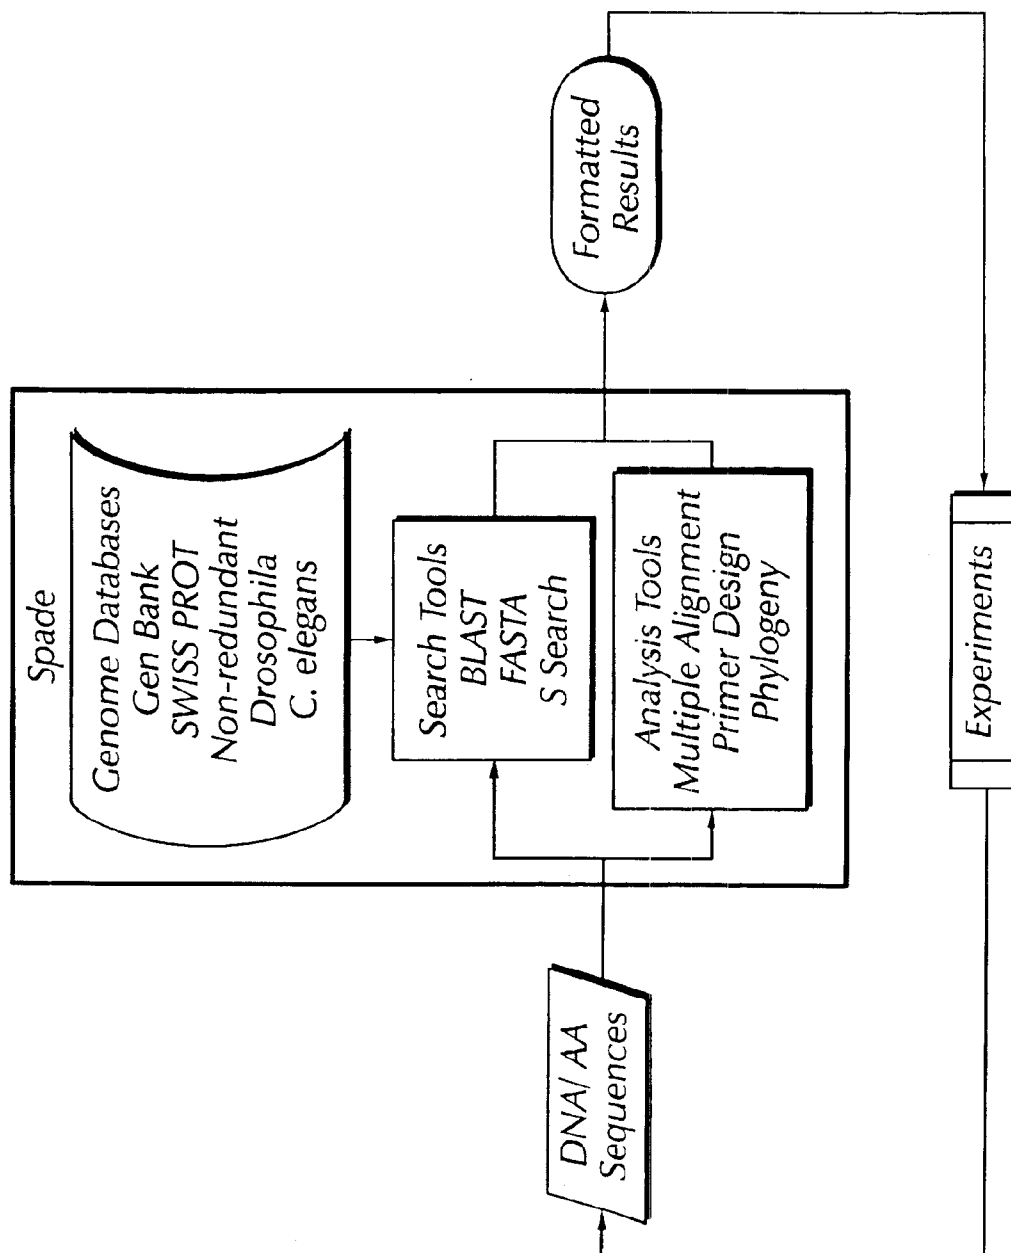 Spade
Genome Databases
Gen Bank
SWISS PROT
Non-redundant
Drosophila
C. elegans
Search Tools
BLAST
FASTA
S Search
Analysis Tools
Multiple Alignment
Primer Design
Phylogeny
DNA/ AA
Sequences
Formatted
Results
Experiments